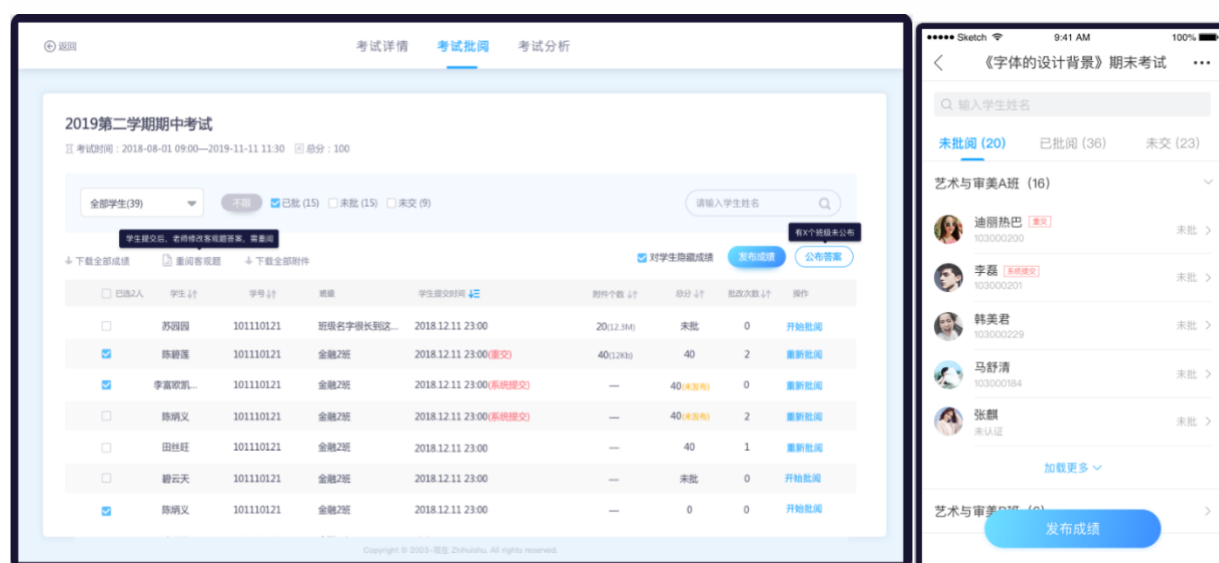 返回
考试详情 考试批阅 考试分析
2019第二学期期中考试
考试时间：2018-08-01 09:00—2019-11-11 11:30 总分：100
全部学生(39) 不限 已批 (15) 未批 (15) 未交 (9) 请输入学生姓名
学生提交后，老师修改客观题答案，需重阅 有X个班级未公布
下载全部成绩 重阅客观题 下载全部附件 对学生隐藏成绩 发布成绩 公布答案
已选2人 学生 学号 班级 学生提交时间 附件个数 总分 批改次数 操作
苏园园 101110121 班级名字很长到这... 2018.12.11 23:00 20(12.3M) 未批 0 开始批阅
陈碧莲 101110121 金融2班 2018.12.11 23:00(重交) 40(12Kb) 40 2 重新批阅
李富欧凯... 101110121 金融2班 2018.12.11 23:00(系统提交) — 40(未发布) 0 重新批阅
陈炳义 101110121 金融2班 2018.12.11 23:00(系统提交) — 40(未发布) 2 重新批阅
田丝旺 101110121 金融2班 2018.12.11 23:00 — 40 1 重新批阅
碧云天 101110121 金融2班 2018.12.11 23:00 — 未批 0 开始批阅
陈炳义 101110121 金融2班 2018.12.11 23:00 — 0 0 开始批阅
Copyright © 2003-现在 Zhihuishu. All rights reserved.
Sketch 9:41 AM 100%
《字体的设计背景》期末考试
输入学生姓名
未批阅 (20) 已批阅 (36) 未交 (23)
艺术与审美A班 (16)
迪丽热巴 重交
103000200 未批
李磊 系统提交
103000201 未批
韩美君
103000229 未批
马舒清
103000184 未批
张麒
未认证 未批
加载更多
艺术与审美
发布成绩